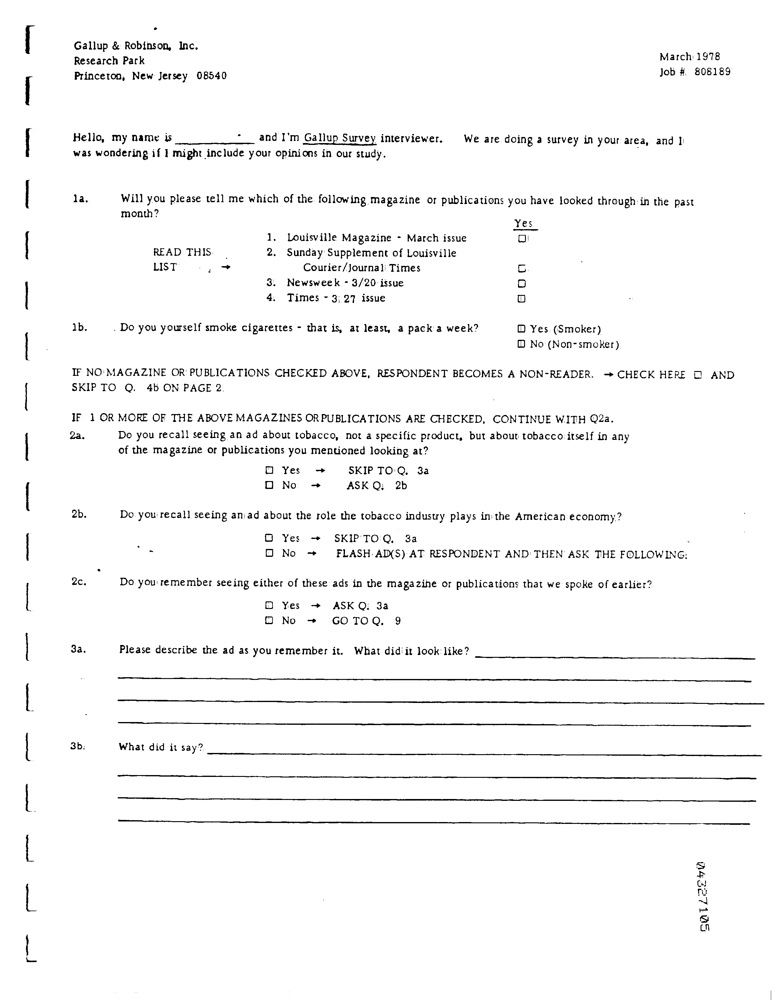 Gallup & Robinson, Inc.
Research Park
Princeton, New Jersey 08540
March 1978
Job # 808189
Hello, my name is __________ and I'm Gallup Survey interviewer. We are doing a survey in your area, and I
was wondering if I might include your opinions in our study.
1a. Will you please tell me which of the following magazine or publications you have looked through in the past
month?
Yes
1. Louisville Magazine - March issue ☐
READ THIS 2. Sunday Supplement of Louisville
LIST → Courier/Journal Times ☐
3. Newsweek - 3/20 issue ☐
4. Times - 3/27 issue ☐
1b. Do you yourself smoke cigarettes - that is, at least, a pack a week? ☐ Yes (Smoker)
☐ No (Non-smoker)
IF NO MAGAZINE OR PUBLICATIONS CHECKED ABOVE, RESPONDENT BECOMES A NON-READER. → CHECK HERE ☐ AND
SKIP TO Q. 4b ON PAGE 2.
IF 1 OR MORE OF THE ABOVE MAGAZINES OR PUBLICATIONS ARE CHECKED, CONTINUE WITH Q2a.
2a. Do you recall seeing an ad about tobacco, not a specific product, but about tobacco itself in any
of the magazine or publications you mentioned looking at?
☐ Yes → SKIP TO Q. 3a
☐ No → ASK Q. 2b
2b. Do you recall seeing an ad about the role the tobacco industry plays in the American economy?
☐ Yes → SKIP TO Q. 3a
☐ No → FLASH AD(S) AT RESPONDENT AND THEN ASK THE FOLLOWING:
2c. Do you remember seeing either of these ads in the magazine or publications that we spoke of earlier?
☐ Yes → ASK Q. 3a
☐ No → GO TO Q. 9
3a. Please describe the ad as you remember it. What did it look like?
3b. What did it say?
04327105